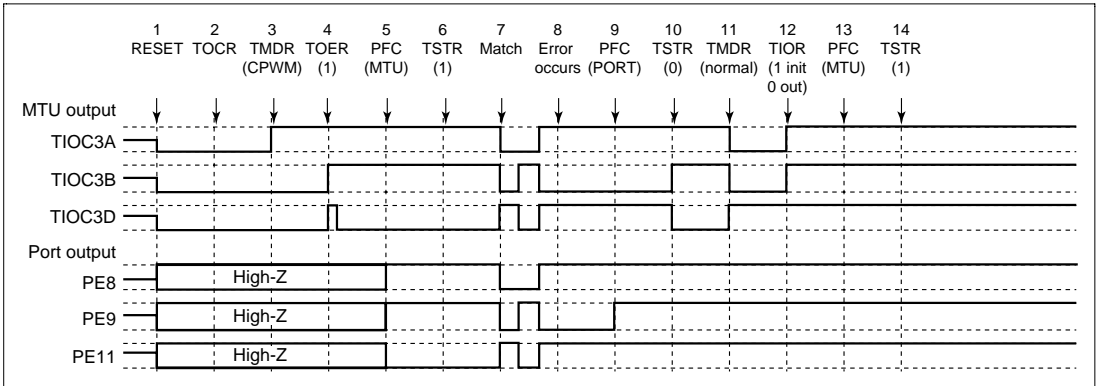 1 2 3 4 5 6 7 8 9 10 11 12 13 14
RESET TOCR TMDR TOER PFC TSTR Match Error PFC TSTR TMDR TIOR PFC TSTR
(CPWM) (1) (MTU) (1) occurs (PORT) (0) (normal) (1 init (MTU) (1)
0 out)
MTU output
TIOC3A
TIOC3B
TIOC3D
Port output
PE8 High-Z
PE9 High-Z
PE11 High-Z